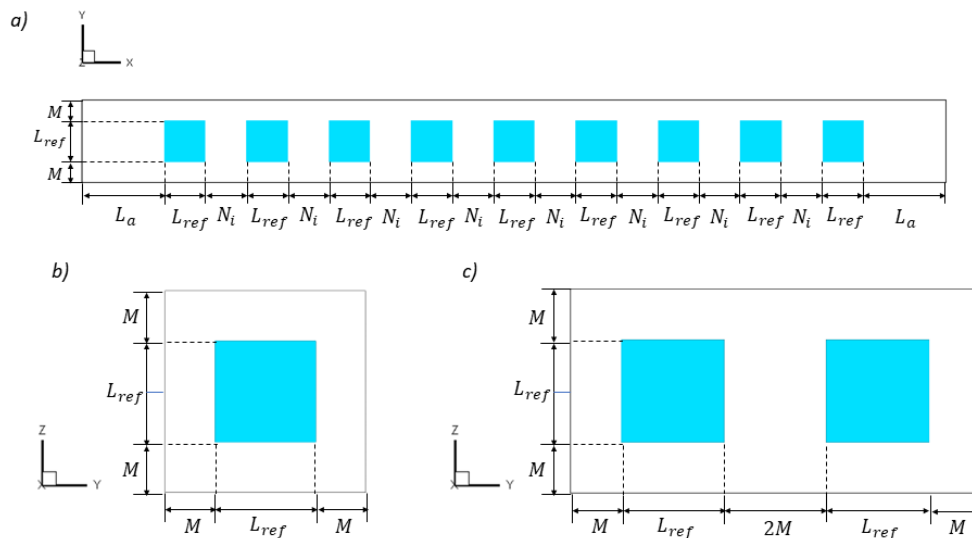 a)
Y
Z X
M
L_ref
M
L_a L_ref N_i L_ref N_i L_ref N_i L_ref N_i L_ref N_i L_ref N_i L_ref N_i L_ref N_i L_ref L_a
b)
M
L_ref
M
Z
X Y
M L_ref M
c)
M
L_ref
M
Z
X Y
M L_ref 2M L_ref M